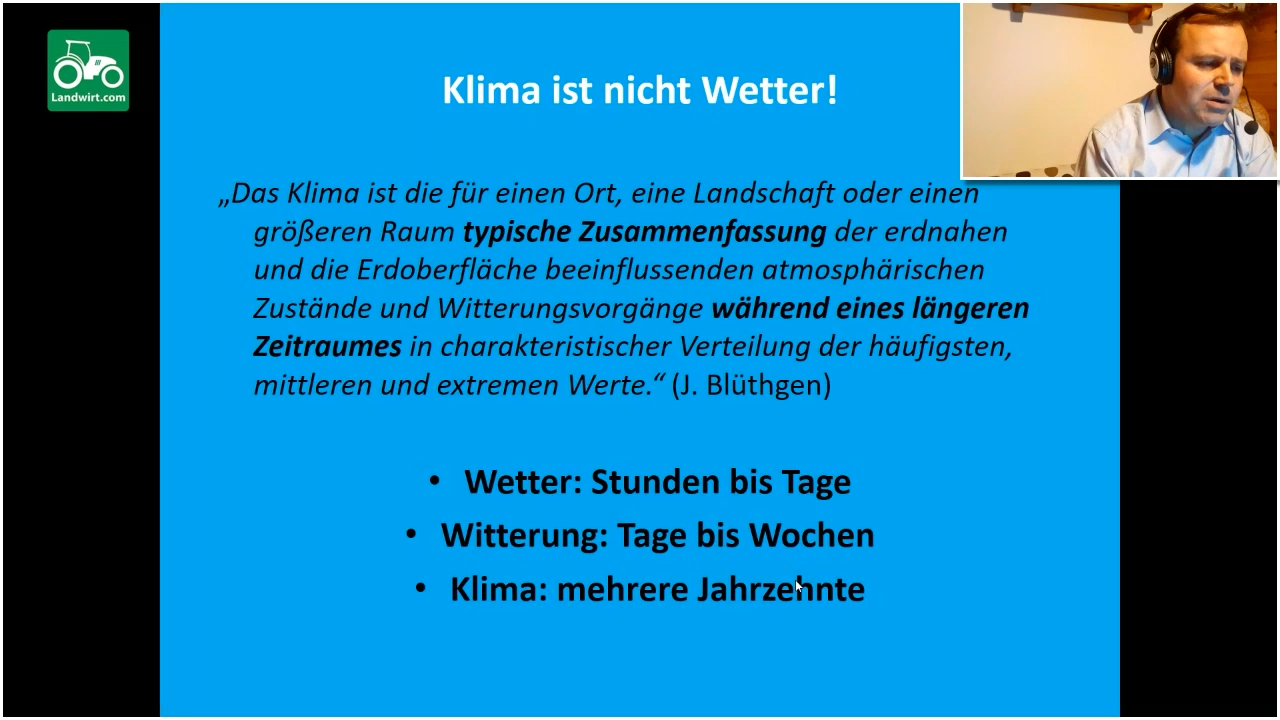 Landwirt.com
Klima ist nicht Wetter!
„Das Klima ist die für einen Ort, eine Landschaft oder einen
größeren Raum typische Zusammenfassung der erdnahen
und die Erdoberfläche beeinflussenden atmosphärischen
Zustände und Witterungsvorgänge während eines längeren
Zeitraumes in charakteristischer Verteilung der häufigsten,
mittleren und extremen Werte.“ (J. Blüthgen)
• Wetter: Stunden bis Tage
• Witterung: Tage bis Wochen
• Klima: mehrere Jahrzehnte